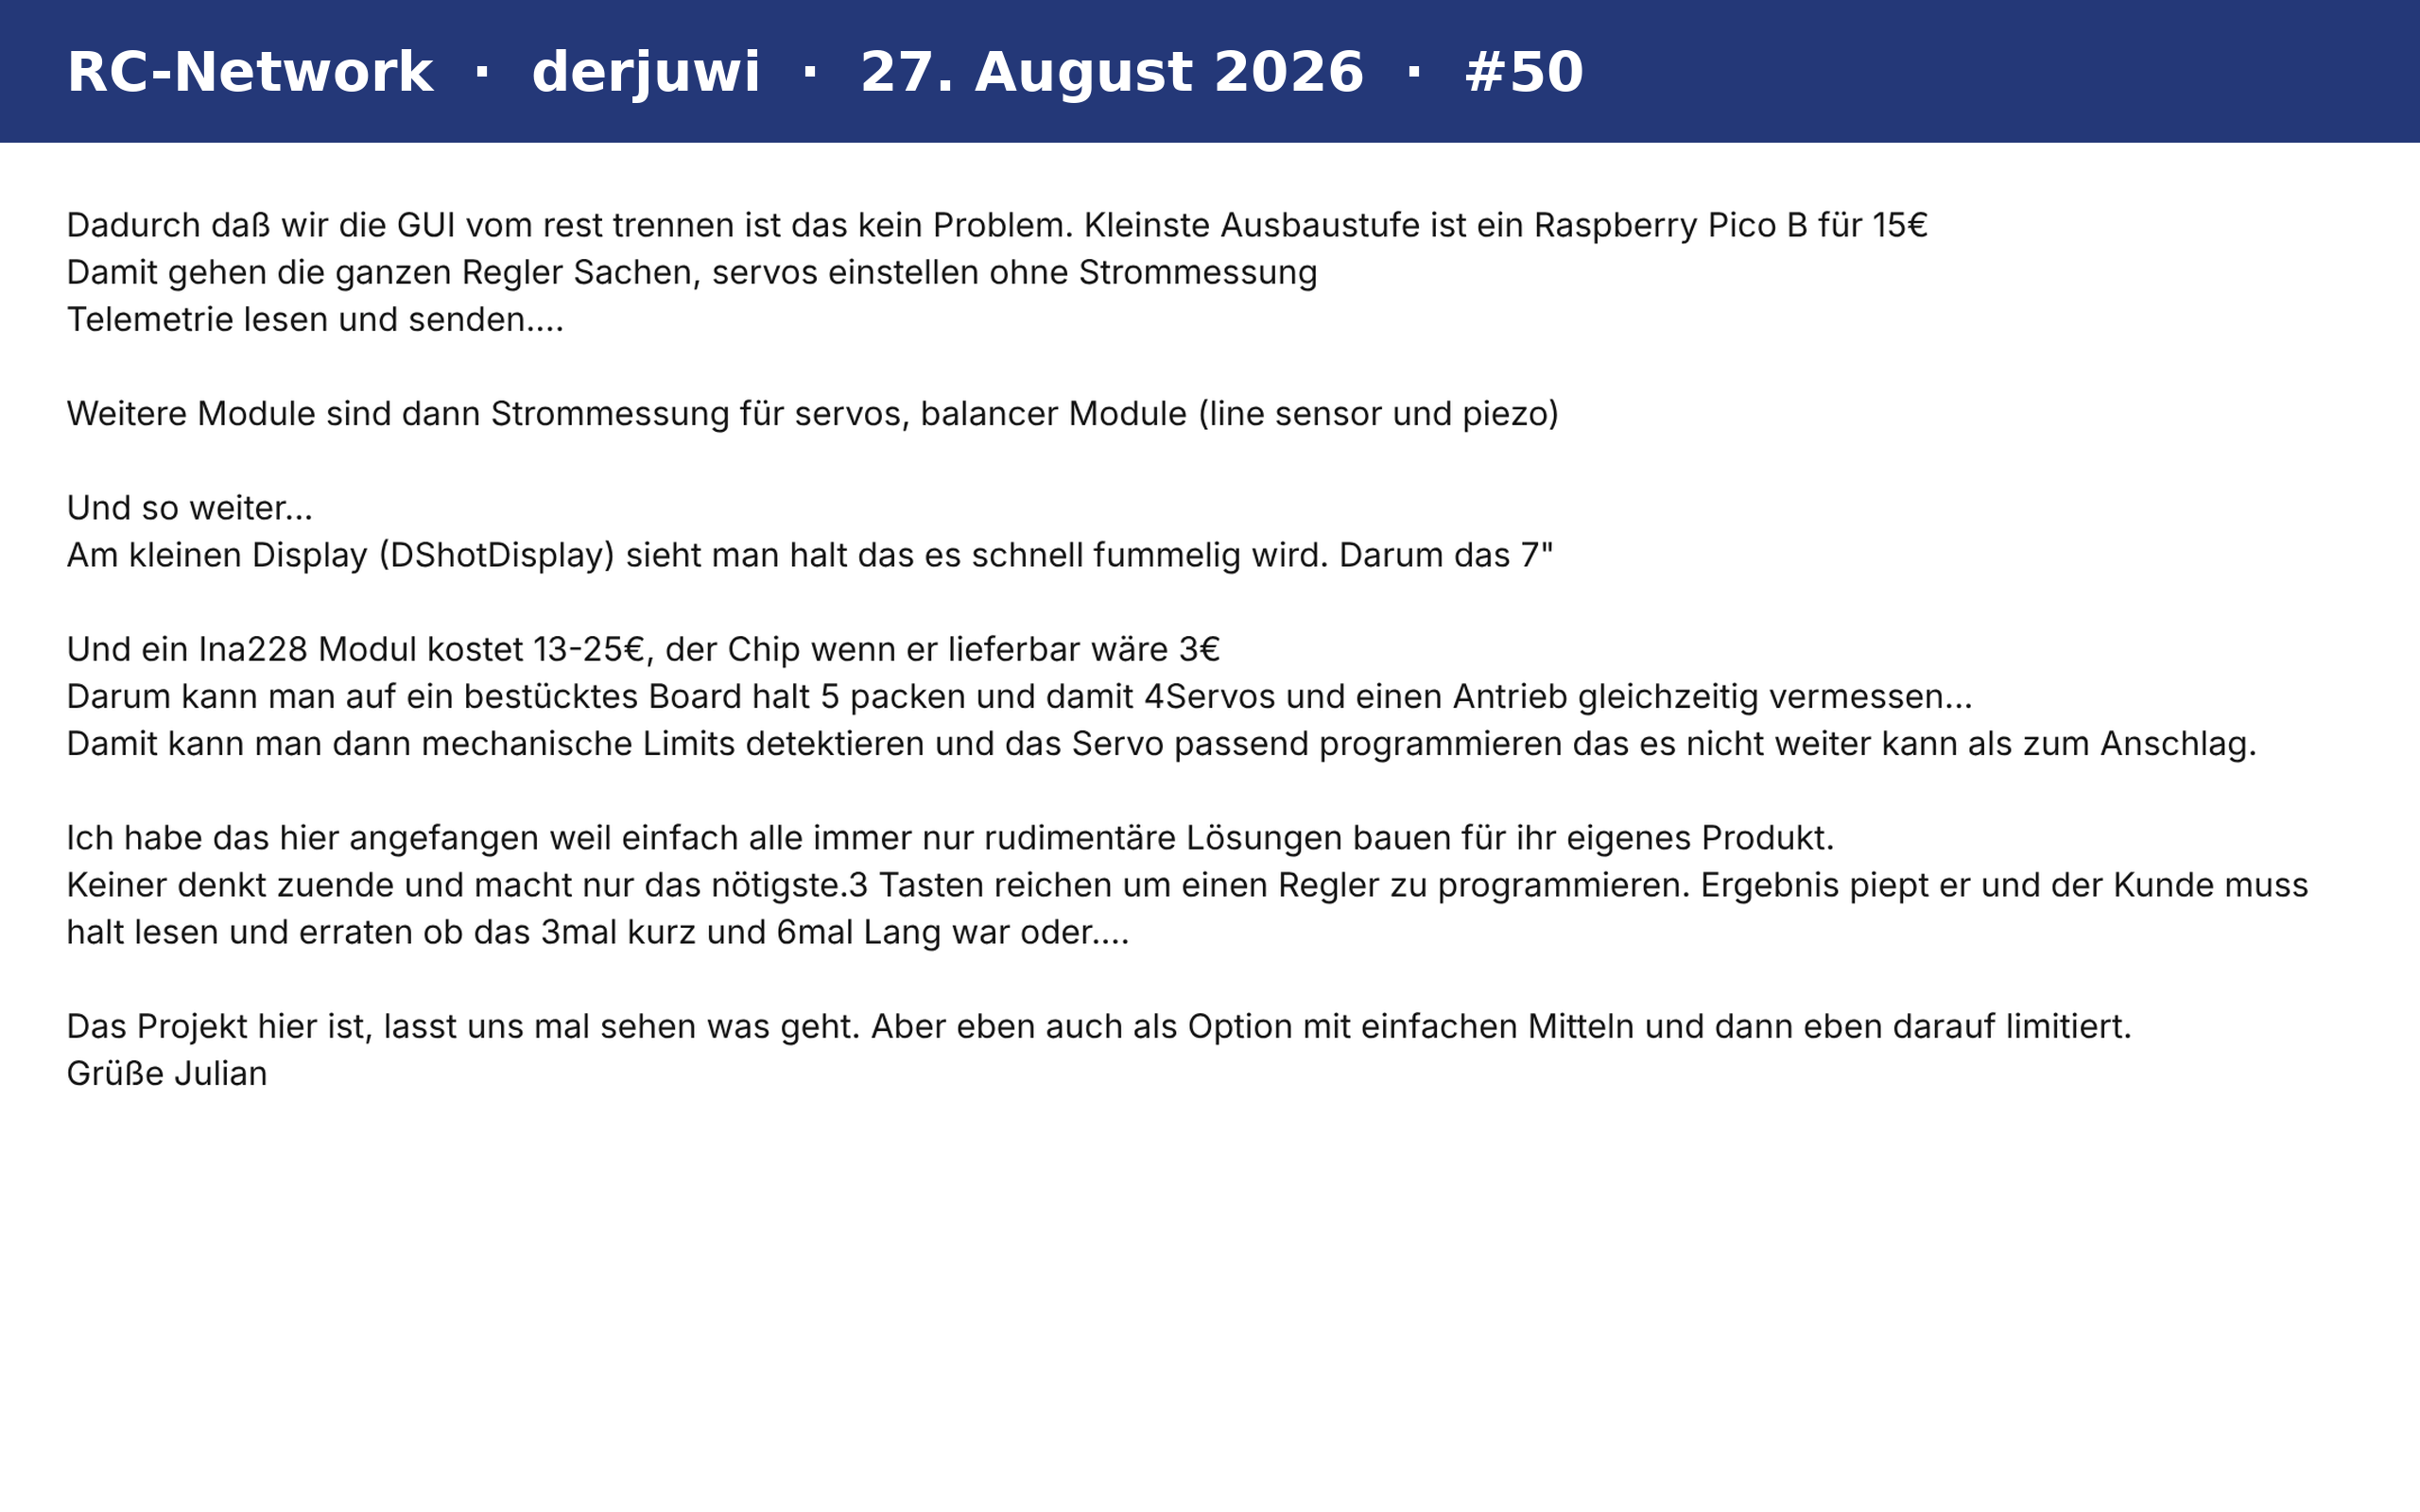 RC-Network · derjuwi · 27. August 2026 · #50
Dadurch daß wir die GUI vom rest trennen ist das kein Problem. Kleinste Ausbaustufe ist ein Raspberry Pico B für 15€
Damit gehen die ganzen Regler Sachen, servos einstellen ohne Strommessung
Telemetrie lesen und senden....
Weitere Module sind dann Strommessung für servos, balancer Module (line sensor und piezo)
Und so weiter...
Am kleinen Display (DShotDisplay) sieht man halt das es schnell fummelig wird. Darum das 7"
Und ein Ina228 Modul kostet 13-25€, der Chip wenn er lieferbar wäre 3€
Darum kann man auf ein bestücktes Board halt 5 packen und damit 4Servos und einen Antrieb gleichzeitig vermessen...
Damit kann man dann mechanische Limits detektieren und das Servo passend programmieren das es nicht weiter kann als zum Anschlag.
Ich habe das hier angefangen weil einfach alle immer nur rudimentäre Lösungen bauen für ihr eigenes Produkt.
Keiner denkt zuende und macht nur das nötigste.3 Tasten reichen um einen Regler zu programmieren. Ergebnis piept er und der Kunde muss
halt lesen und erraten ob das 3mal kurz und 6mal Lang war oder....
Das Projekt hier ist, lasst uns mal sehen was geht. Aber eben auch als Option mit einfachen Mitteln und dann eben darauf limitiert.
Grüße Julian